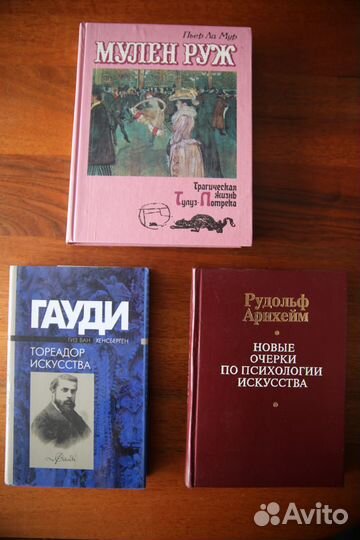 Пьер Ла Мур
МУЛЕН РУЖ
Трагическая
жизнь
Тулуз-Лотрека
ГАУДИ
ГИЗ ВАН ХЕНСБЕРГЕН
ТОРЕАДОР
ИСКУССТВА
Рудольф
Арнхейм
НОВЫЕ
ОЧЕРКИ
ПО ПСИХОЛОГИИ
ИСКУССТВА
Avito